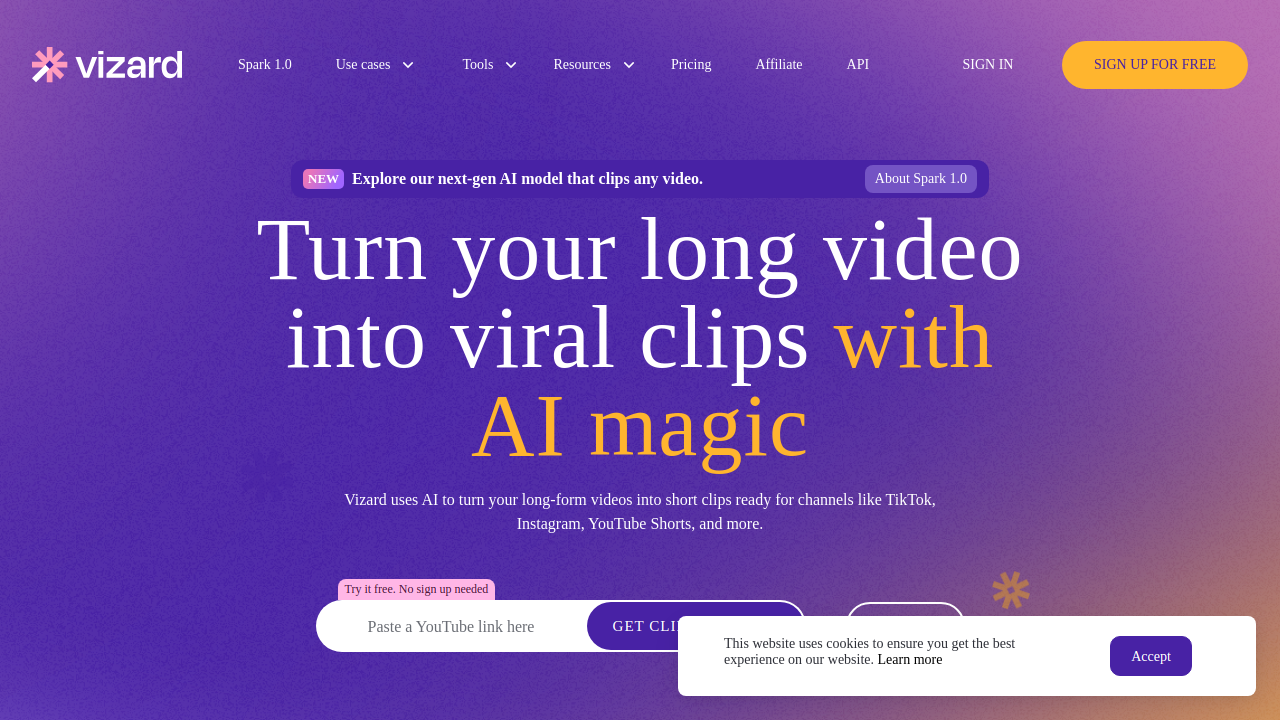 vizard
Spark 1.0
Use cases
Tools
Resources
Pricing
Affiliate
API
SIGN IN
SIGN UP FOR FREE
NEW Explore our next-gen AI model that clips any video.
About Spark 1.0
Turn your long video
into viral clips with
AI magic
Vizard uses AI to turn your long-form videos into short clips ready for channels like TikTok,
Instagram, YouTube Shorts, and more.
Try it free. No sign up needed
Paste a YouTube link here
GET
This website uses cookies to ensure you get the best
experience on our website. Learn more
Accept